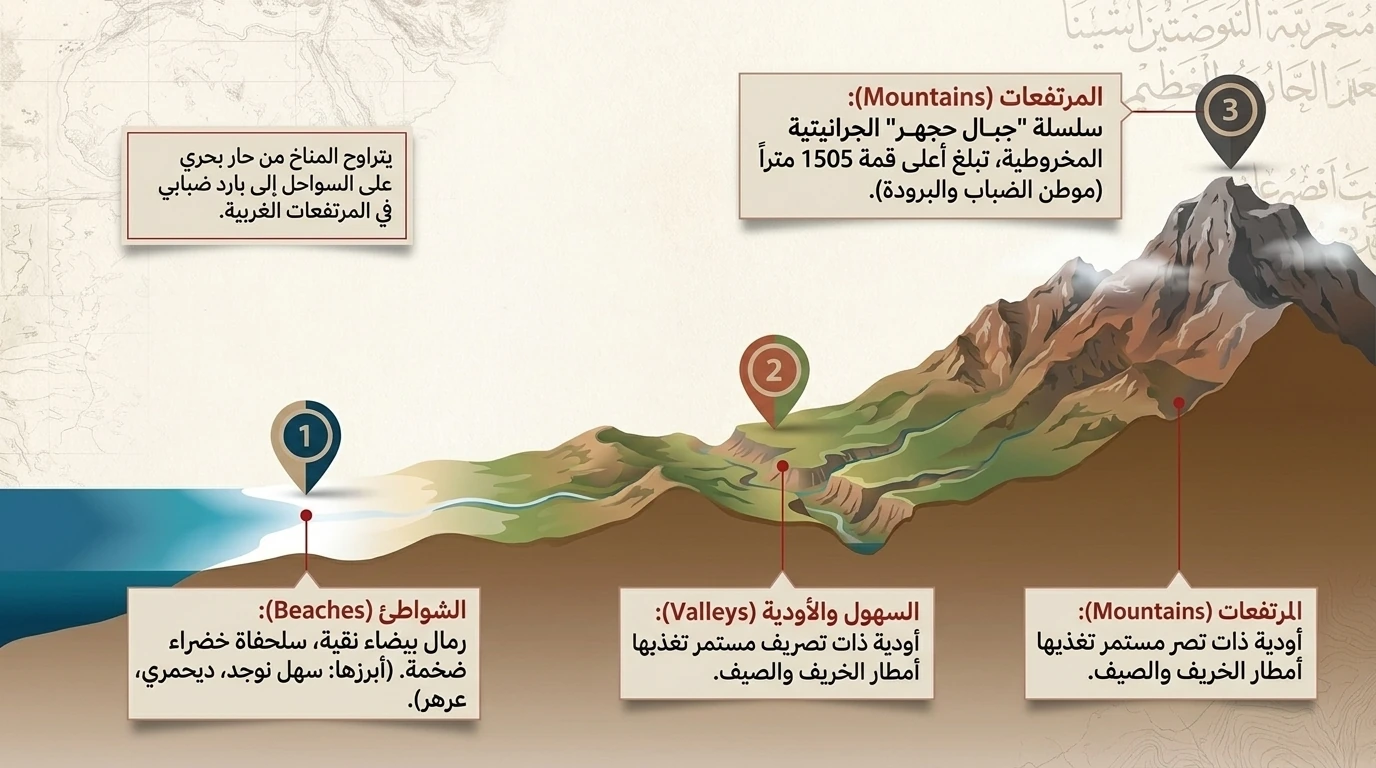 المرتفعات (Mountains):
سلسلة "جبال حجهـر" الجرانيتية
المخروطية، تبلغ أعلى قمة 1505 متراً
(موطن الضباب والبرودة).
3
يتراوح المناخ من حار بحري
على السواحل إلى بارد ضبابي
في المرتفعات الغربية.
2
1
المرتفعات (Mountains):
أودية ذات تصر مستمر تغذيها
أمطار الخريف والصيف.
السهول والأودية (Valleys):
أودية ذات تصريف مستمر تغذبها
أمطار الخريف والصيف.
الشواطئ (Beaches):
رمال بيضاء نقية، سلحفاة خضراء
ضخمة. (أبرزها: سهل نوجد، ديحمري،
عرهر).